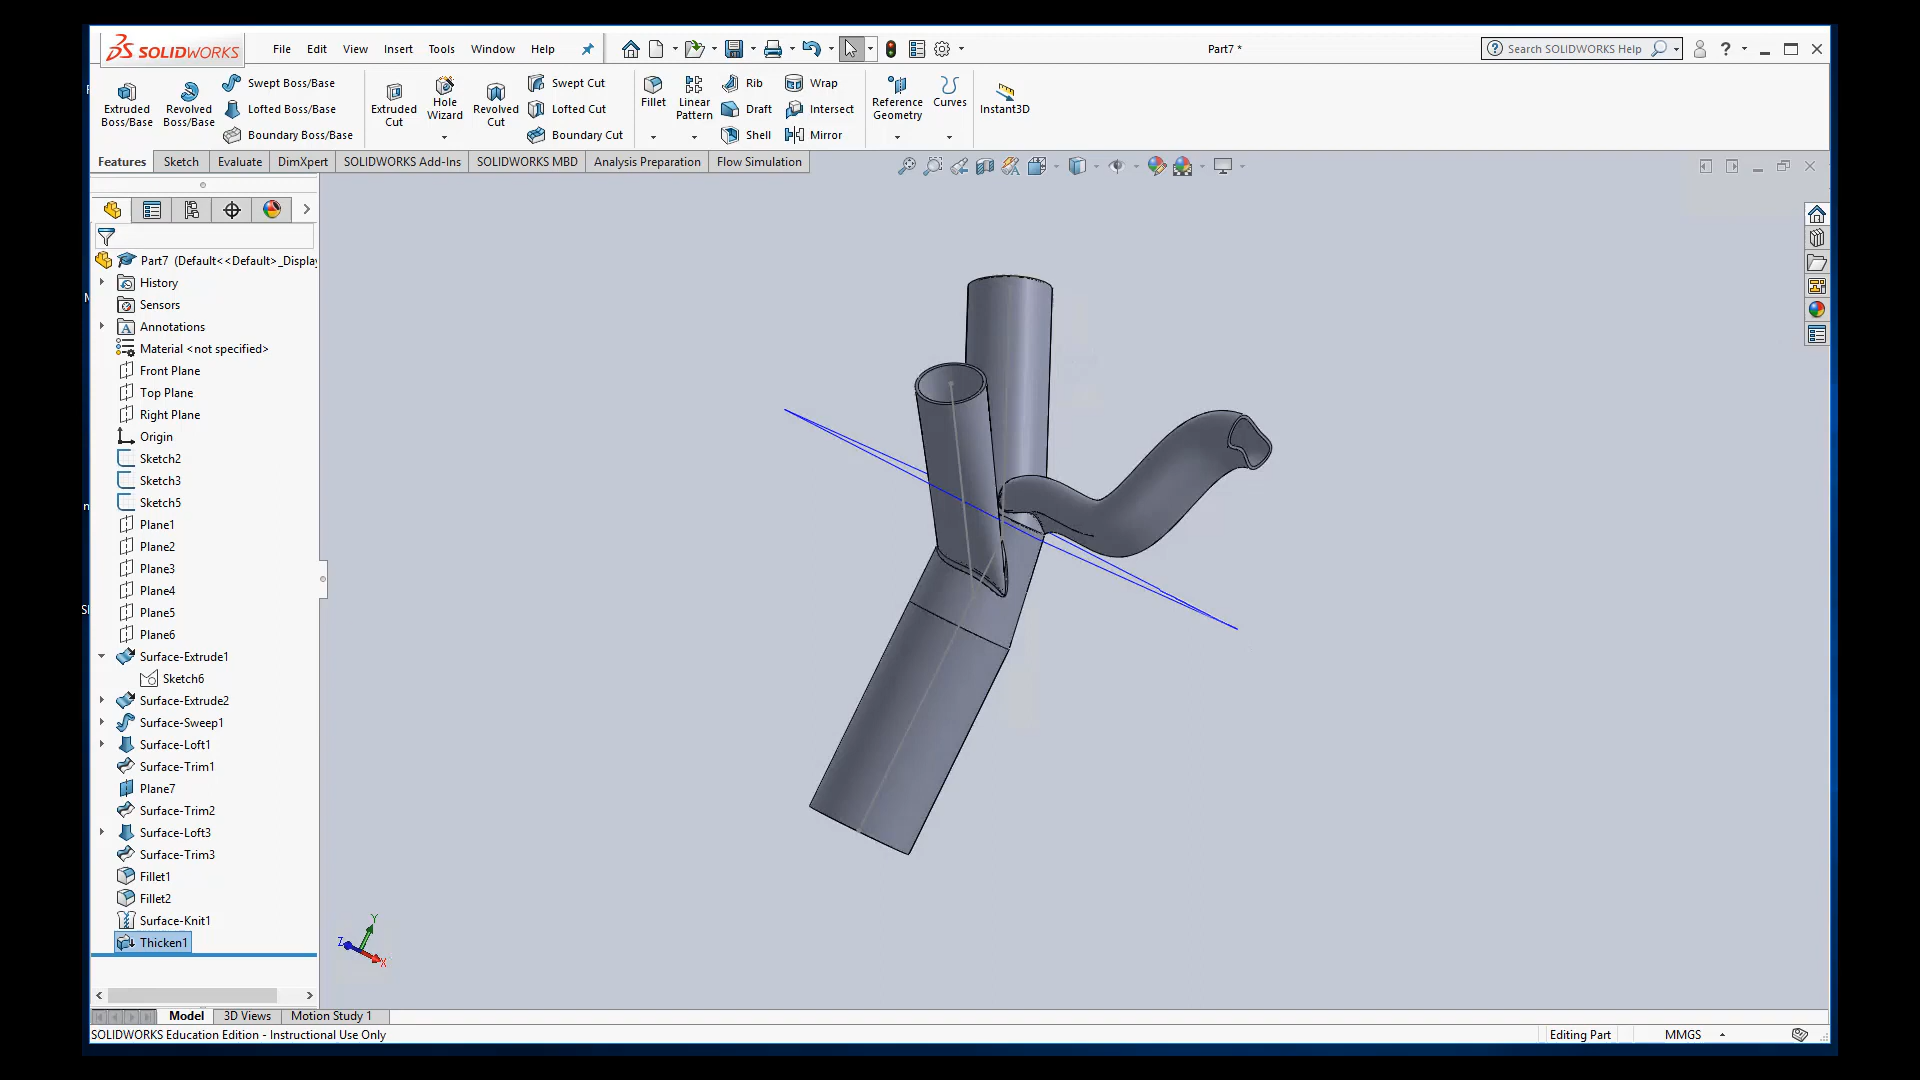 SOLIDWORKS
File Edit View Insert Tools Window Help
Part7 *
Search SOLIDWORKS Help
Extruded Boss/Base
Revolved Boss/Base
Swept Boss/Base
Lofted Boss/Base
Boundary Boss/Base
Extruded Cut
Hole Wizard
Revolved Cut
Swept Cut
Lofted Cut
Boundary Cut
Fillet
Linear Pattern
Rib
Draft
Shell
Wrap
Intersect
Mirror
Reference Geometry
Curves
Instant3D
Features Sketch Evaluate DimXpert SOLIDWORKS Add-Ins SOLIDWORKS MBD Analysis Preparation Flow Simulation
Part7 (Default<<Default>_Displa
History
Sensors
Annotations
Material <not specified>
Front Plane
Top Plane
Right Plane
Origin
Sketch2
Sketch3
Sketch5
Plane1
Plane2
Plane3
Plane4
Plane5
Plane6
Surface-Extrude1
Sketch6
Surface-Extrude2
Surface-Sweep1
Surface-Loft1
Surface-Trim1
Plane7
Surface-Trim2
Surface-Loft3
Surface-Trim3
Fillet1
Fillet2
Surface-Knit1
Thicken1
Y
Z
X
Model 3D Views Motion Study 1
SOLIDWORKS Education Edition - Instructional Use Only
Editing Part
MMGS